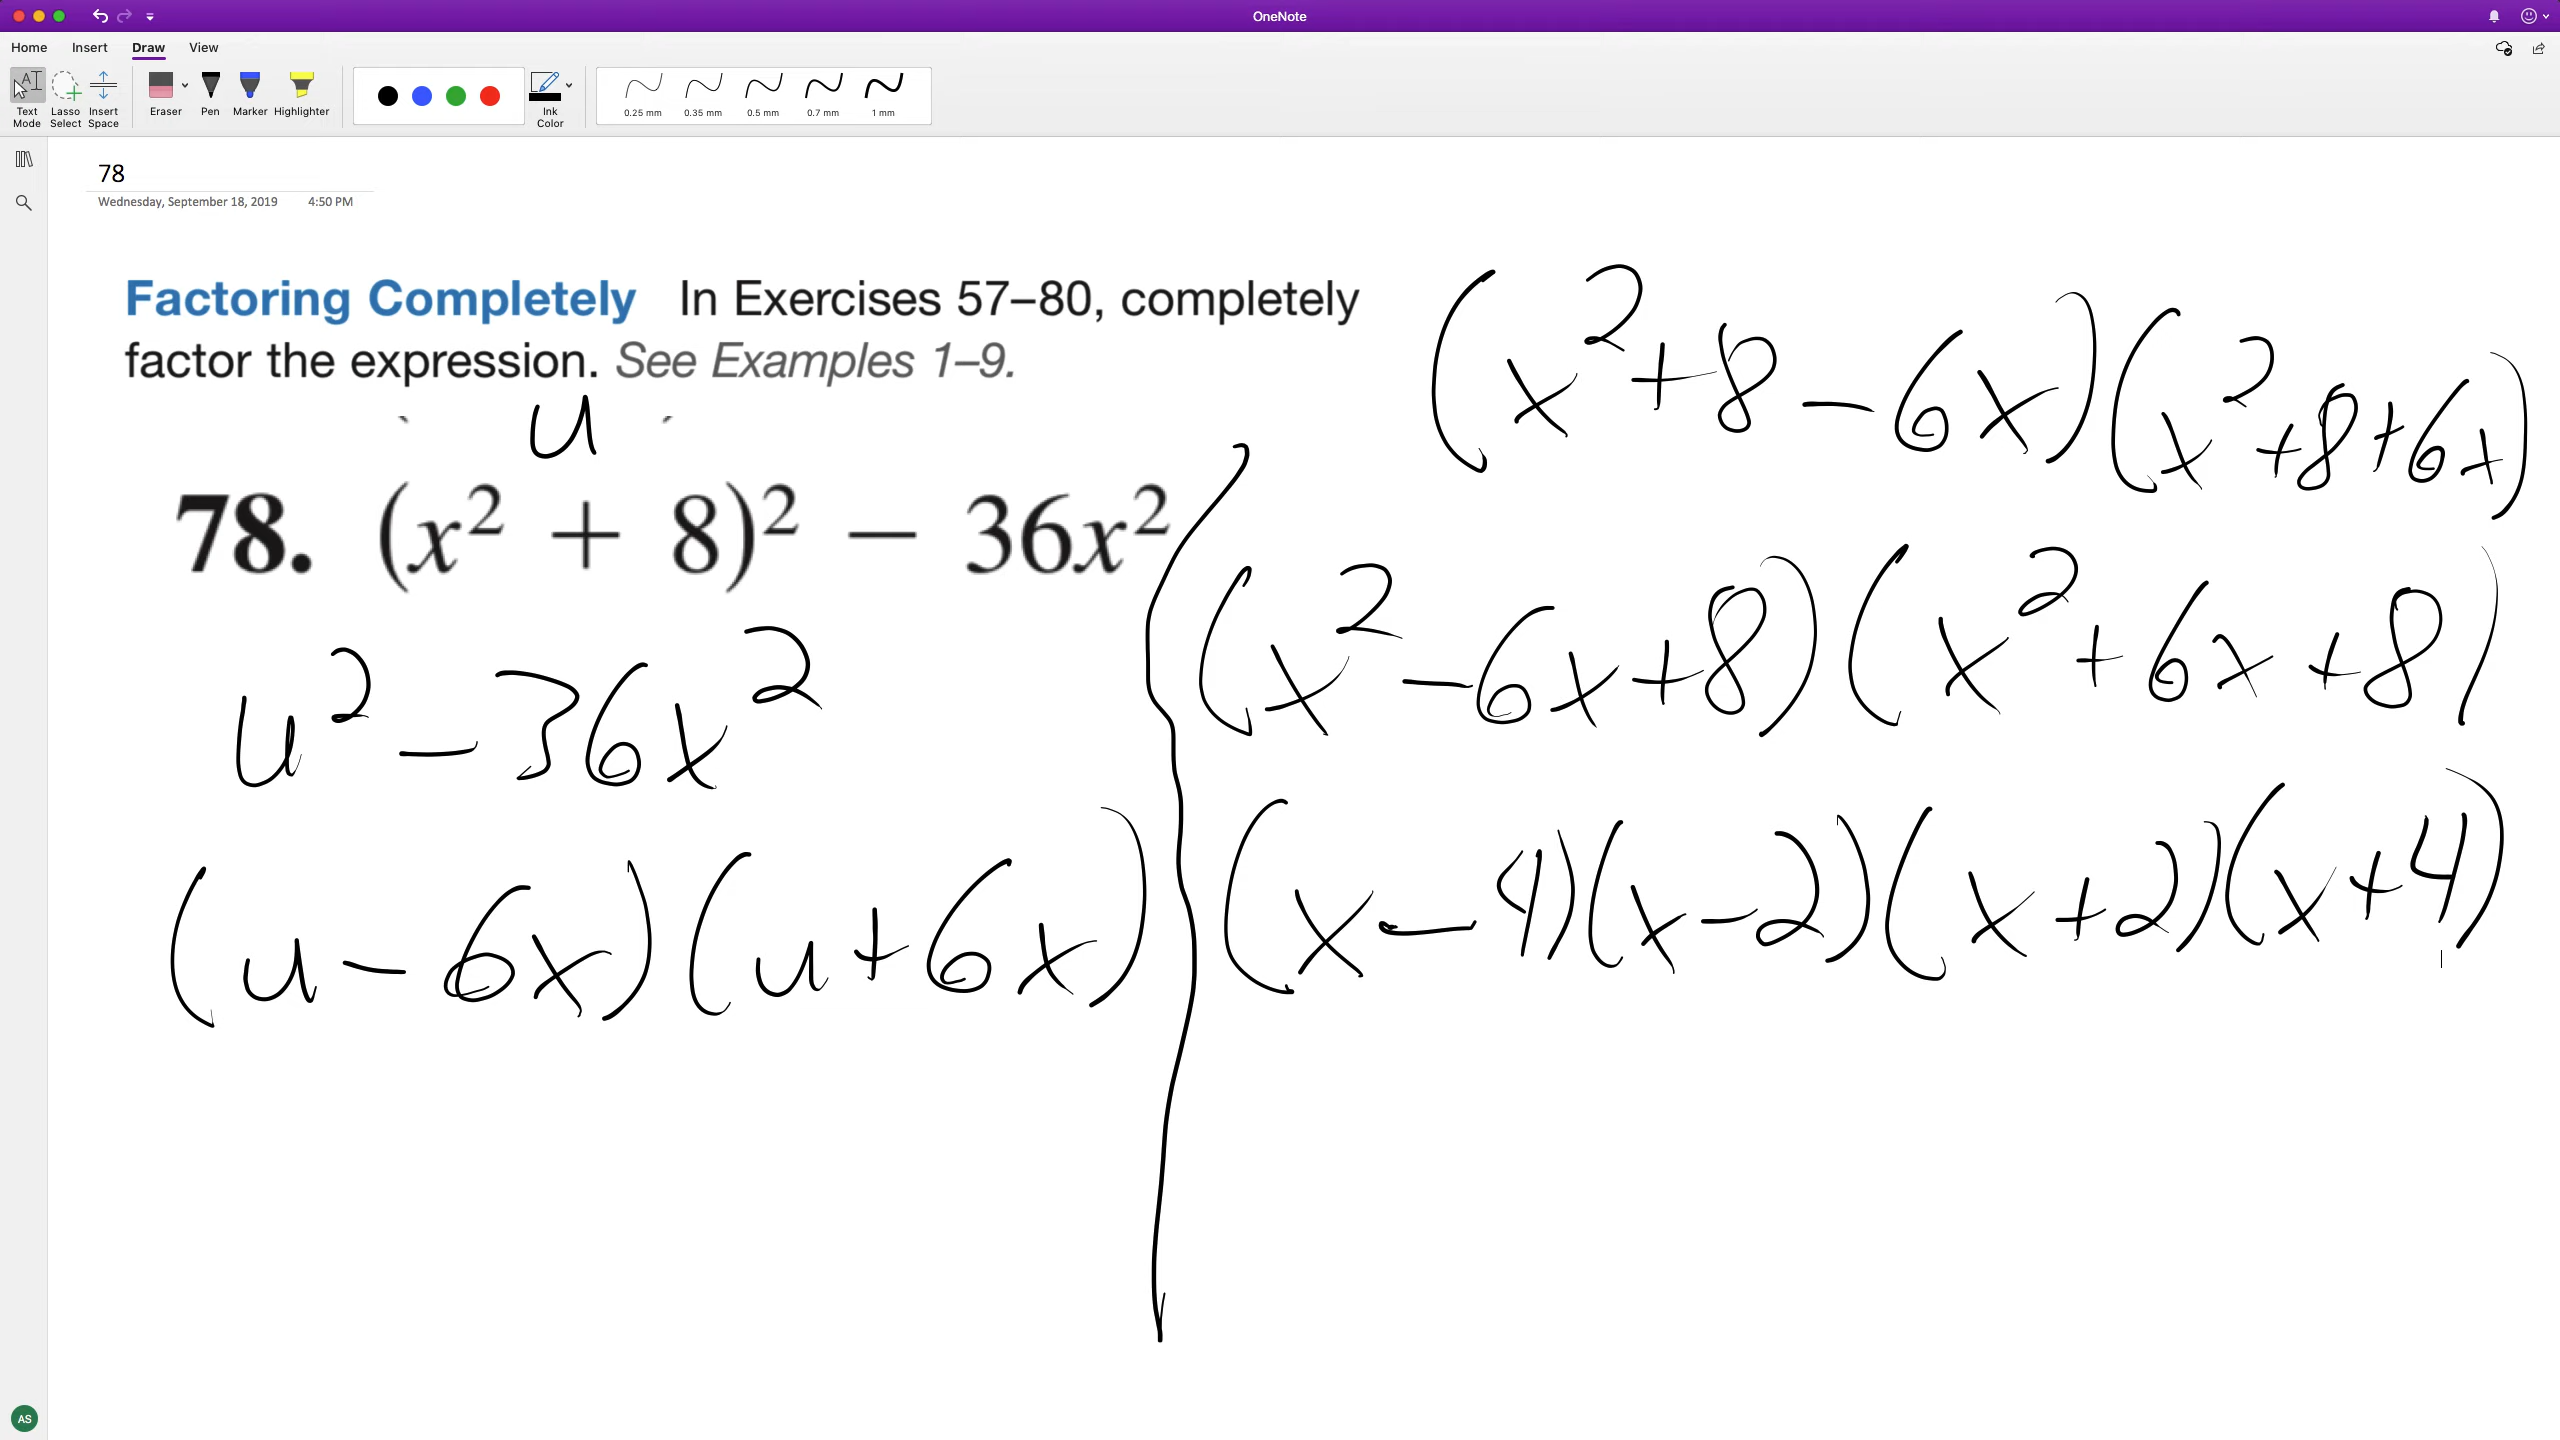 OneNote
Home Insert Draw View
Text Mode
Lasso Select
Insert Space
Eraser
Pen
Marker
Highlighter
Ink Color
0.25 mm
0.35 mm
0.5 mm
0.7 mm
1 mm
78
Wednesday, September 18, 2019 4:50 PM
Factoring Completely In Exercises 57–80, completely
factor the expression. See Examples 1–9.
u
78. (x² + 8)² − 36x²
u² − 36x²
(u − 6x)(u + 6x)
(x² + 8 − 6x)(x² + 8 + 6x)
(x² − 6x + 8)(x² + 6x + 8)
(x − 4)(x − 2)(x + 2)(x + 4)
AS